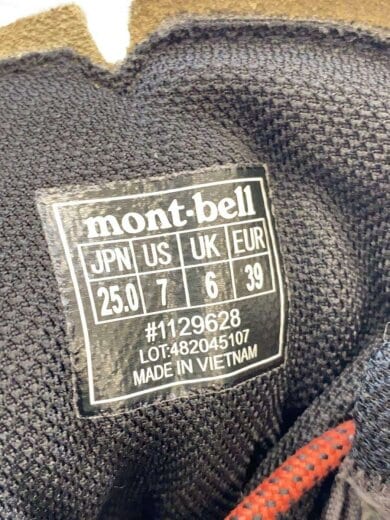 mont-bell
JPN US UK EUR
25.0 7 6 39
#1129628
LOT:482045107
MADE IN VIETNAM